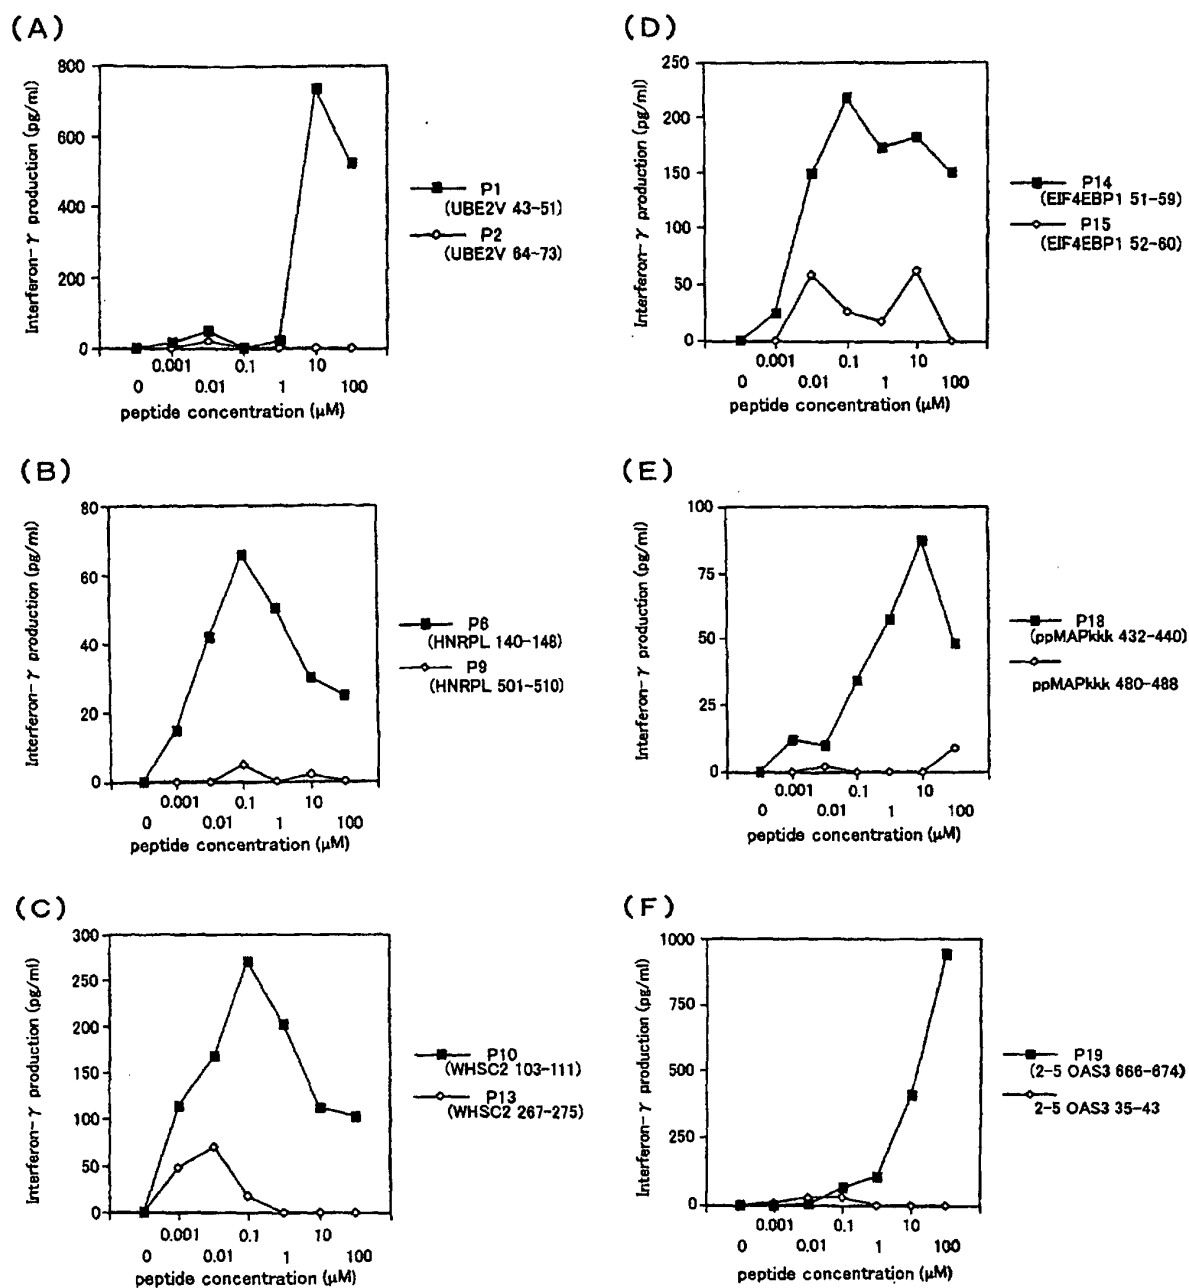 (A)
Interferon-γ production (pg/ml)
800
600
400
200
0
0.001 0.1 10
0 0.01 1 100
peptide concentration (μM)
P1
(UBE2V 43-51)
P2
(UBE2V 64-73)
(B)
Interferon-γ production (pg/ml)
80
60
40
20
0
0.001 0.1 10
0 0.01 1 100
peptide concentration (μM)
P6
(HNRPL 140-148)
P9
(HNRPL 501-510)
(C)
Interferon-γ production (pg/ml)
300
250
200
150
100
50
0
0.001 0.1 10
0 0.01 1 100
peptide concentration (μM)
P10
(WHSC2 103-111)
P13
(WHSC2 267-275)
(D)
Interferon-γ production (pg/ml)
250
200
150
100
50
0
0.001 0.1 10
0 0.01 1 100
peptide concentration (μM)
P14
(EIF4EBP1 51-59)
P15
(EIF4EBP1 52-60)
(E)
Interferon-γ production (pg/ml)
100
75
50
25
0
0.001 0.1 10
0 0.01 1 100
peptide concentration (μM)
P18
(ppMAPkkk 432-440)
ppMAPkkk 480-488
(F)
Interferon-γ production (pg/ml)
1000
750
500
250
0
0.001 0.1 10
0 0.01 1 100
peptide concentration (μM)
P19
(2-5 OAS3 666-674)
2-5 OAS3 35-43